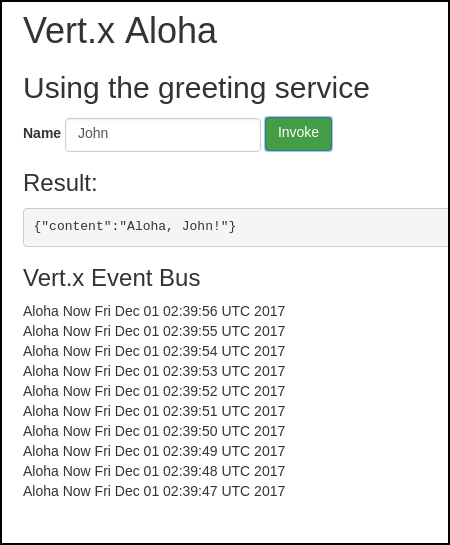 Vert.x Aloha
Using the greeting service
Name John Invoke
Result:
{"content":"Aloha, John!"}
Vert.x Event Bus
Aloha Now Fri Dec 01 02:39:56 UTC 2017
Aloha Now Fri Dec 01 02:39:55 UTC 2017
Aloha Now Fri Dec 01 02:39:54 UTC 2017
Aloha Now Fri Dec 01 02:39:53 UTC 2017
Aloha Now Fri Dec 01 02:39:52 UTC 2017
Aloha Now Fri Dec 01 02:39:51 UTC 2017
Aloha Now Fri Dec 01 02:39:50 UTC 2017
Aloha Now Fri Dec 01 02:39:49 UTC 2017
Aloha Now Fri Dec 01 02:39:48 UTC 2017
Aloha Now Fri Dec 01 02:39:47 UTC 2017